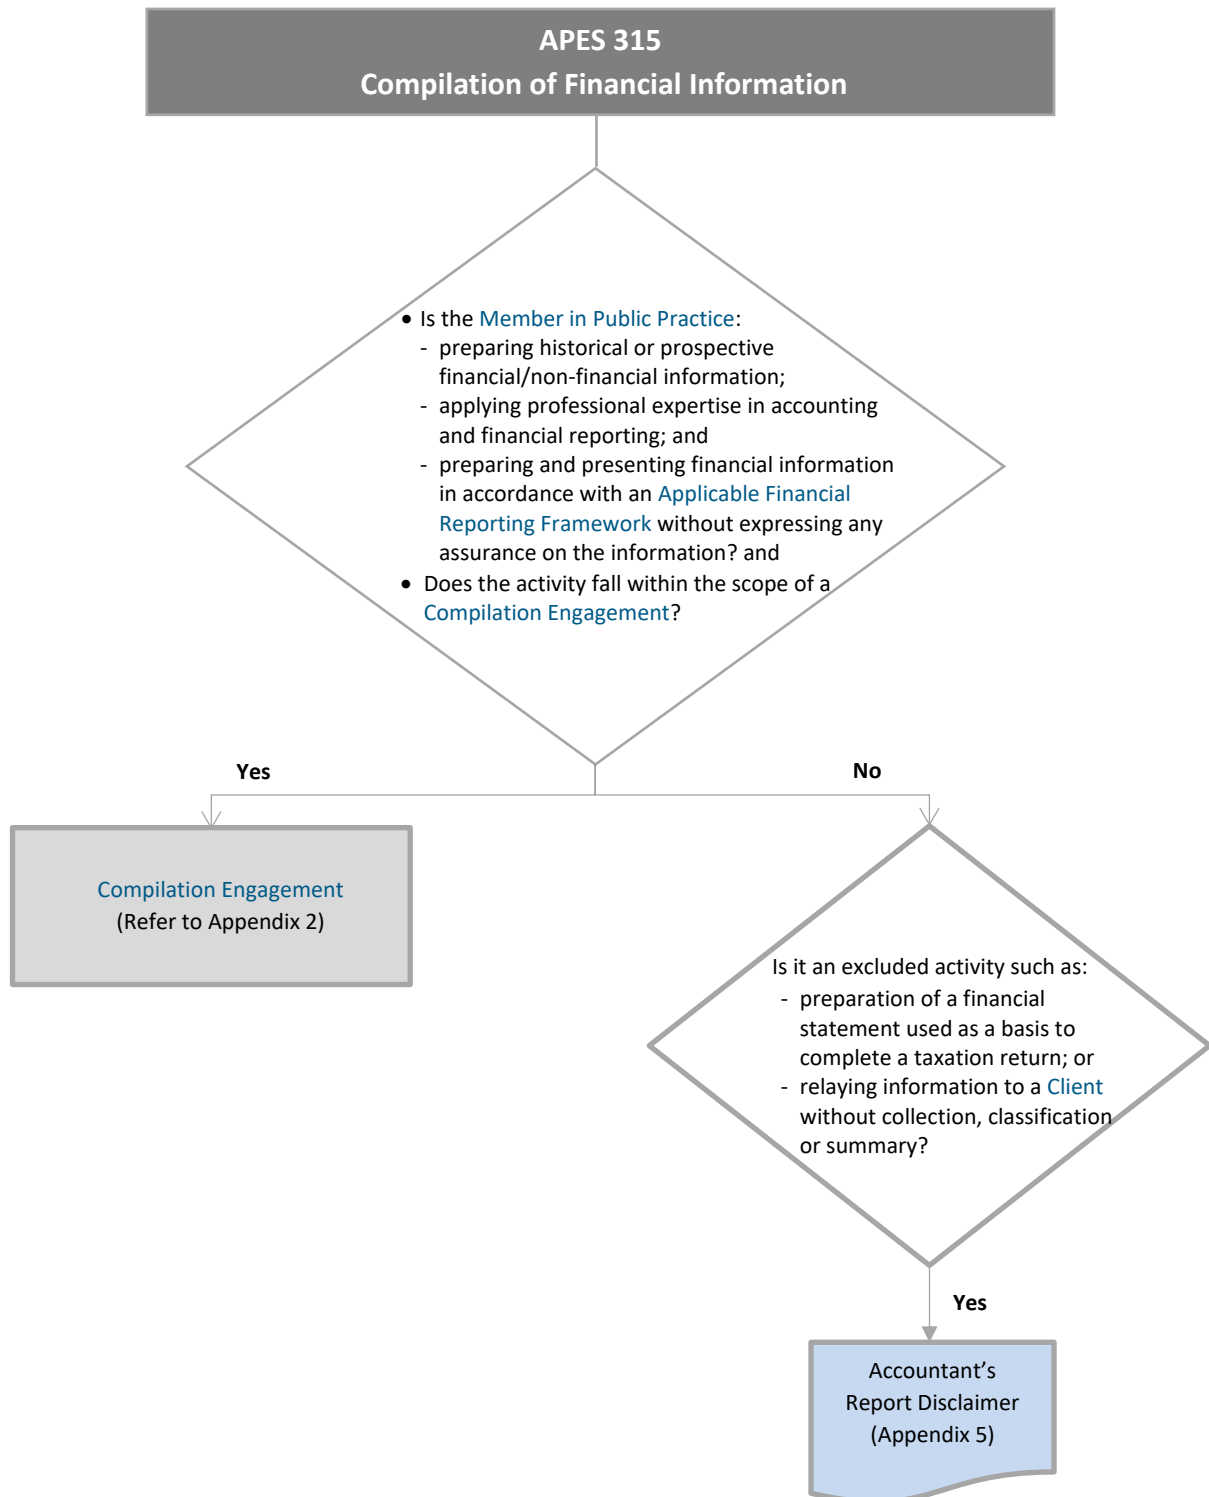 APES 315
Compilation of Financial Information
• Is the Member in Public Practice:
- preparing historical or prospective
financial/non-financial information;
- applying professional expertise in accounting
and financial reporting; and
- preparing and presenting financial information
in accordance with an Applicable Financial
Reporting Framework without expressing any
assurance on the information? and
• Does the activity fall within the scope of a
Compilation Engagement?
Yes
No
Compilation Engagement
(Refer to Appendix 2)
Is it an excluded activity such as:
- preparation of a financial
statement used as a basis to
complete a taxation return; or
- relaying information to a Client
without collection, classification
or summary?
Yes
Accountant’s
Report Disclaimer
(Appendix 5)